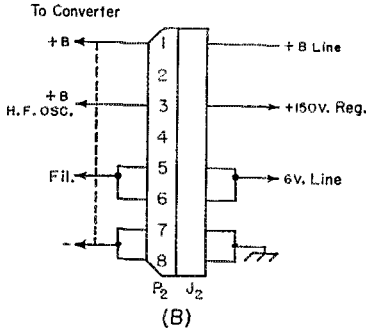 To Converter
+B 1 +B Line
2
+B
H.F. OSC. 3 +150V. Reg.
4
Fil. 5 6V. Line
6
7
-
8
P2 J2
(B)